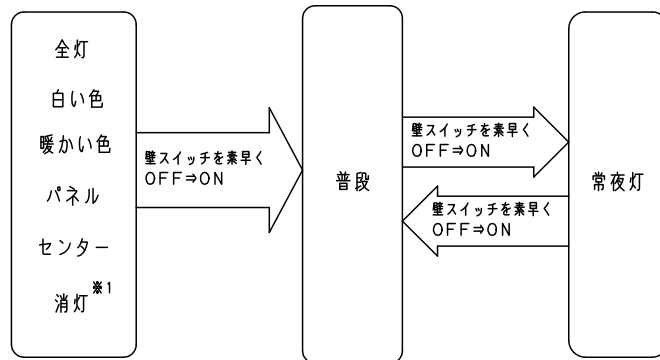 全灯
白い色
暖かい色
パネル
センター
消灯※1
壁スイッチを素早く
OFF⇒ON
普段
壁スイッチを素早く
OFF⇒ON
壁スイッチを素早く
OFF⇒ON
常夜灯